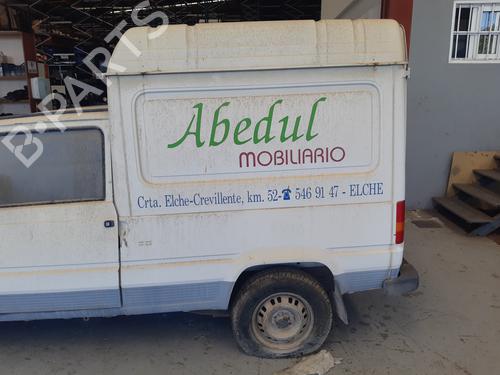 B-PARTS
Abedul
MOBILIARIO
Crta. Elche-Crevillente, km. 52-☎ 546 91 47 - ELCHE